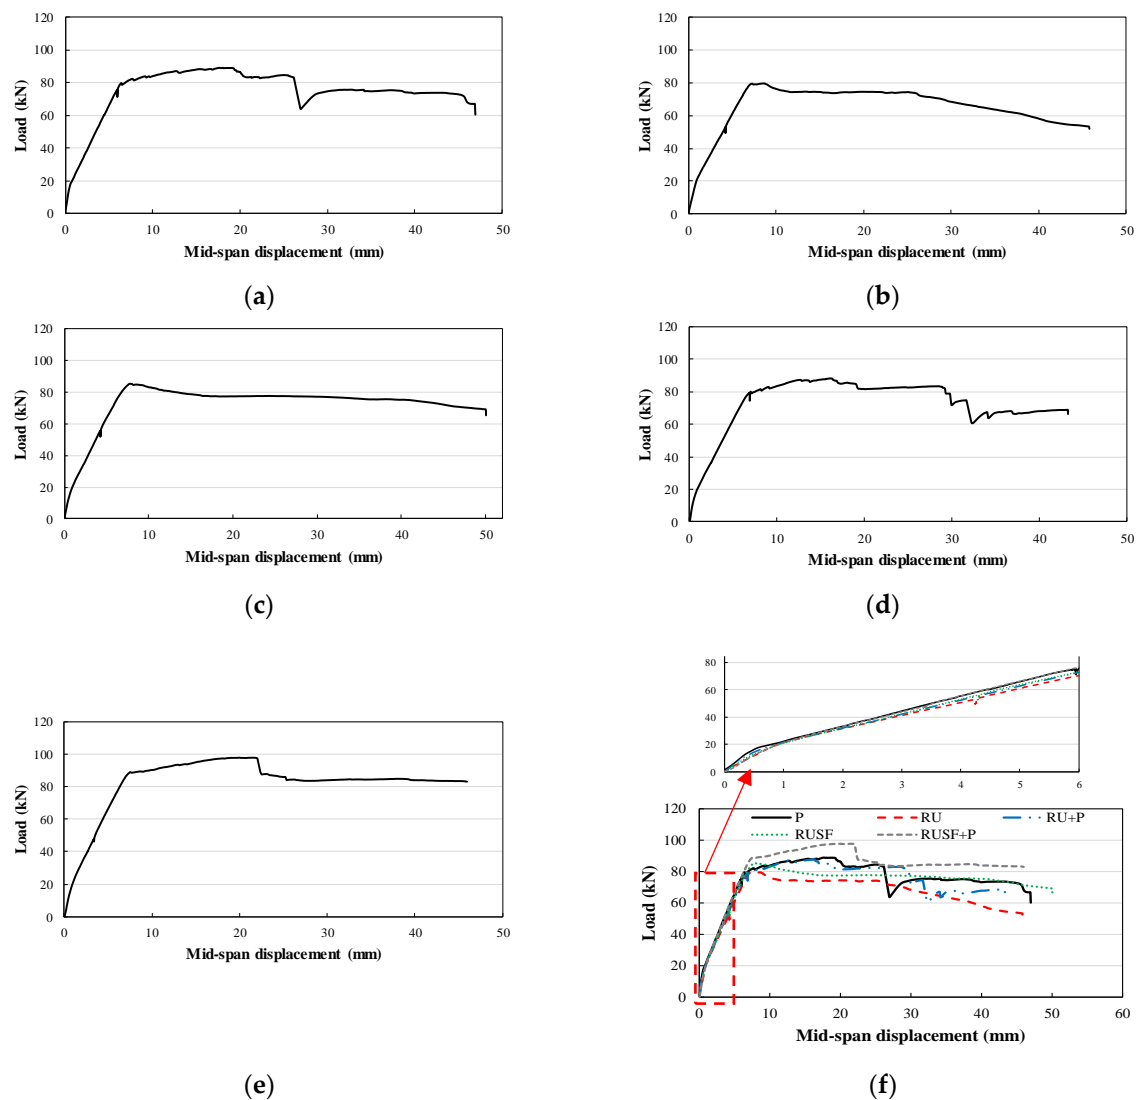 120
100
80
60
40
20
0
Load (kN)
0 10 20 30 40 50
Mid-span displacement (mm)
(a)
120
100
80
60
40
20
0
Load (kN)
0 10 20 30 40 50
Mid-span displacement (mm)
(b)
120
100
80
60
40
20
0
Load (kN)
0 10 20 30 40 50
Mid-span displacement (mm)
(c)
120
100
80
60
40
20
0
Load (kN)
0 10 20 30 40 50
Mid-span displacement (mm)
(d)
120
100
80
60
40
20
0
Load (kN)
0 10 20 30 40 50
Mid-span displacement (mm)
(e)
80
60
40
20
0
0 1 2 3 4 5 6
120
100
80
60
40
20
0
Load (kN)
P RU RU+P
RUSF RUSF+P
0 10 20 30 40 50 60
Mid-span displacement (mm)
(f)